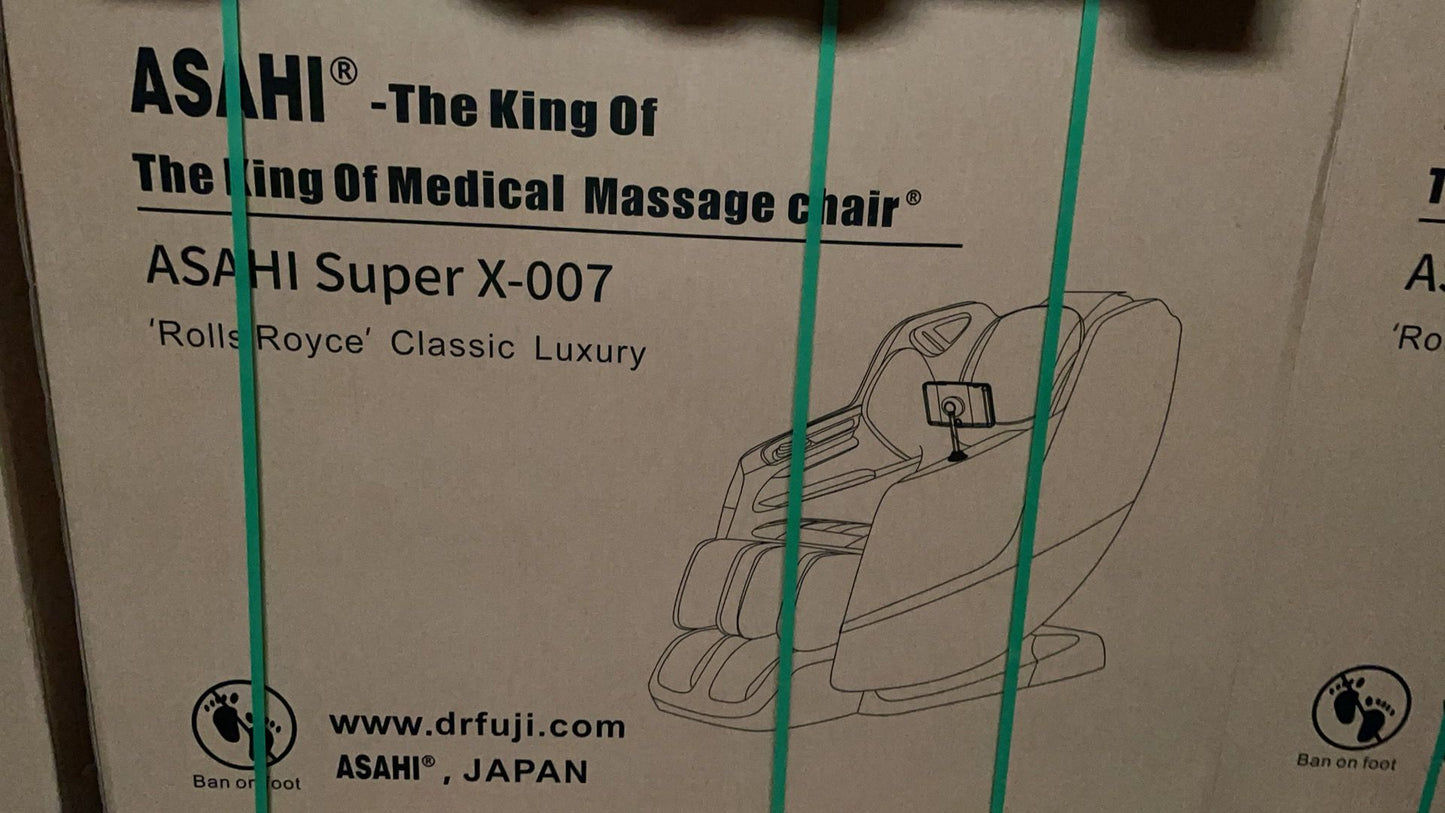 ASAHI® -The King Of
The King Of Medical Massage chair®
ASAHI Super X-007
'Rolls Royce' Classic Luxury
www.drfuji.com
ASAHI®, JAPAN
Ban on foot
T
A
'Ro
Ban on foot